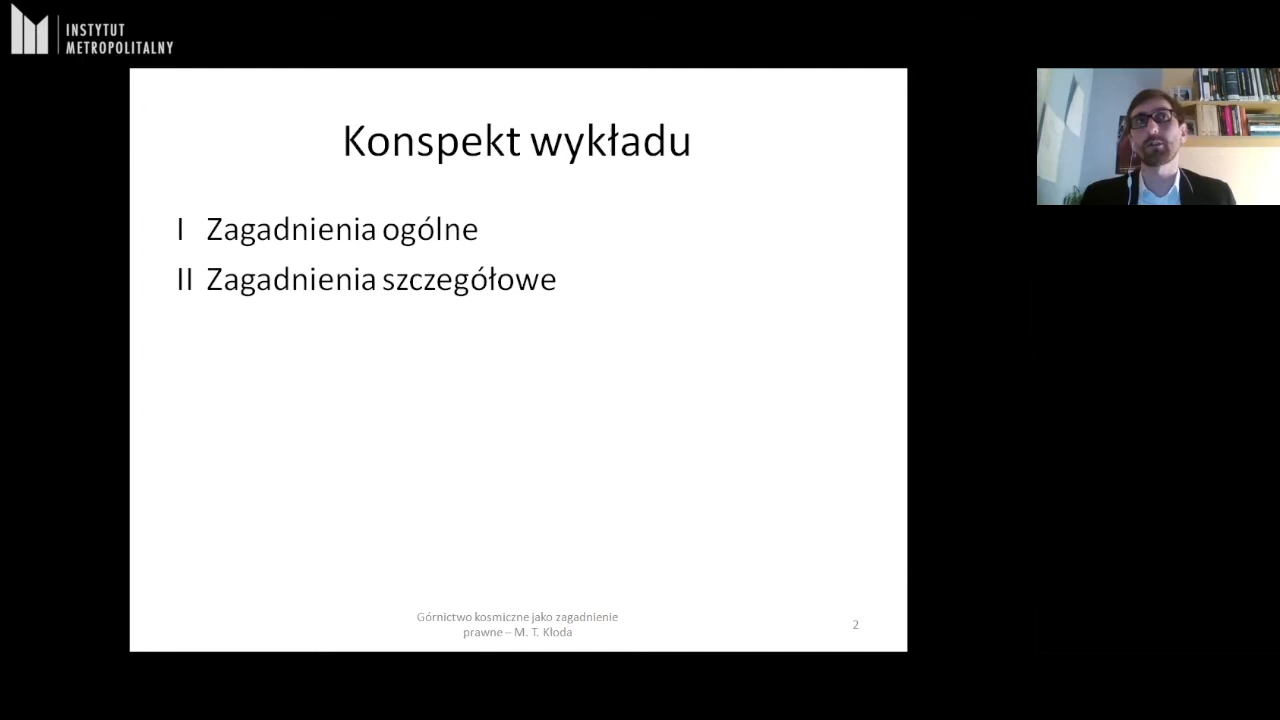 INSTYTUT
METROPOLITALNY
Konspekt wykładu
I Zagadnienia ogólne
II Zagadnienia szczegółowe
Górnictwo kosmiczne jako zagadnienie
prawne – M. T. Kłoda
2